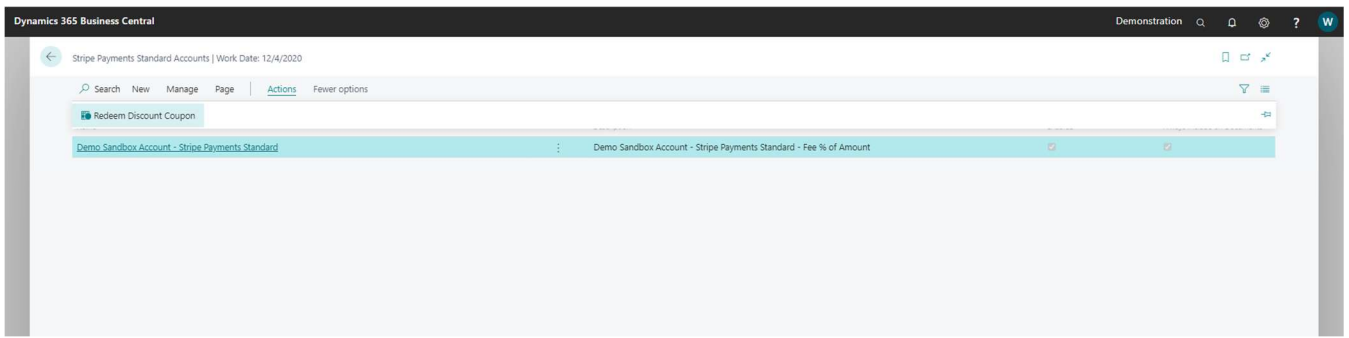 Dynamics 365 Business Central Demonstration ? W
Stripe Payments Standard Accounts | Work Date: 12/4/2020
Search New Manage Page Actions Fewer options
Redeem Discount Coupon
Demo Sandbox Account - Stripe Payments Standard Demo Sandbox Account - Stripe Payments Standard - Fee % of Amount